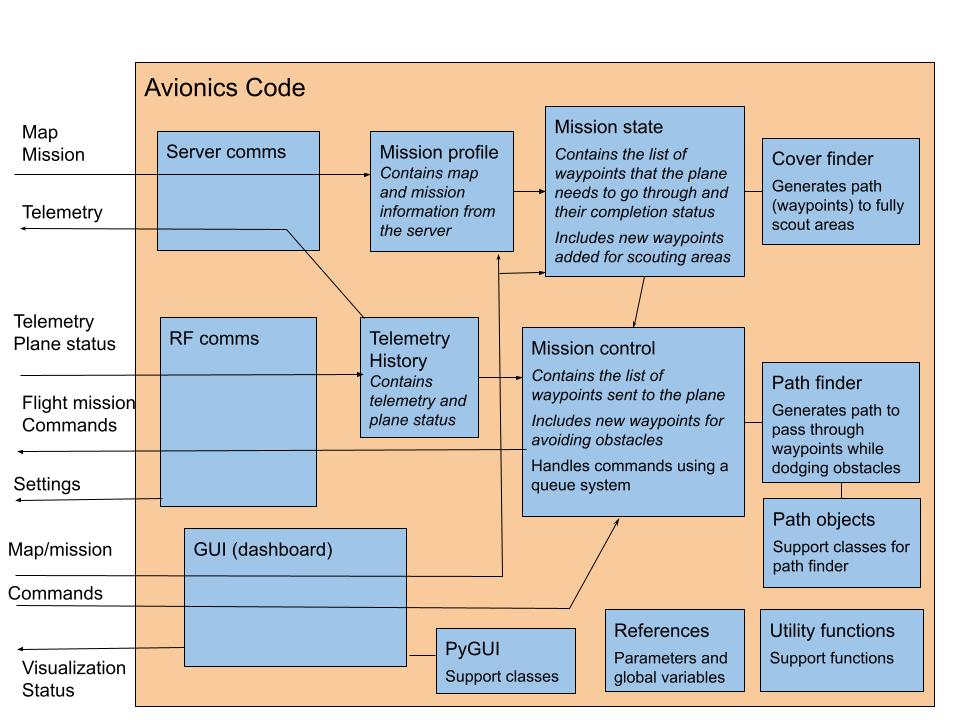 Avionics Code
Map
Mission
Server comms
Telemetry
Mission profile
Contains map
and mission
information from
the server
Mission state
Contains the list of
waypoints that the plane
needs to go through and
their completion status
Includes new waypoints
added for scouting areas
Cover finder
Generates path
(waypoints) to fully
scout areas
Telemetry
Plane status
RF comms
Flight mission
Commands
Settings
Telemetry
History
Contains
telemetry and
plane status
Mission control
Contains the list of
waypoints sent to the plane
Includes new waypoints for
avoiding obstacles
Handles commands using a
queue system
Path finder
Generates path to
pass through
waypoints while
dodging obstacles
Path objects
Support classes for
path finder
Map/mission
Commands
GUI (dashboard)
Visualization
Status
PyGUI
Support classes
References
Parameters and
global variables
Utility functions
Support functions